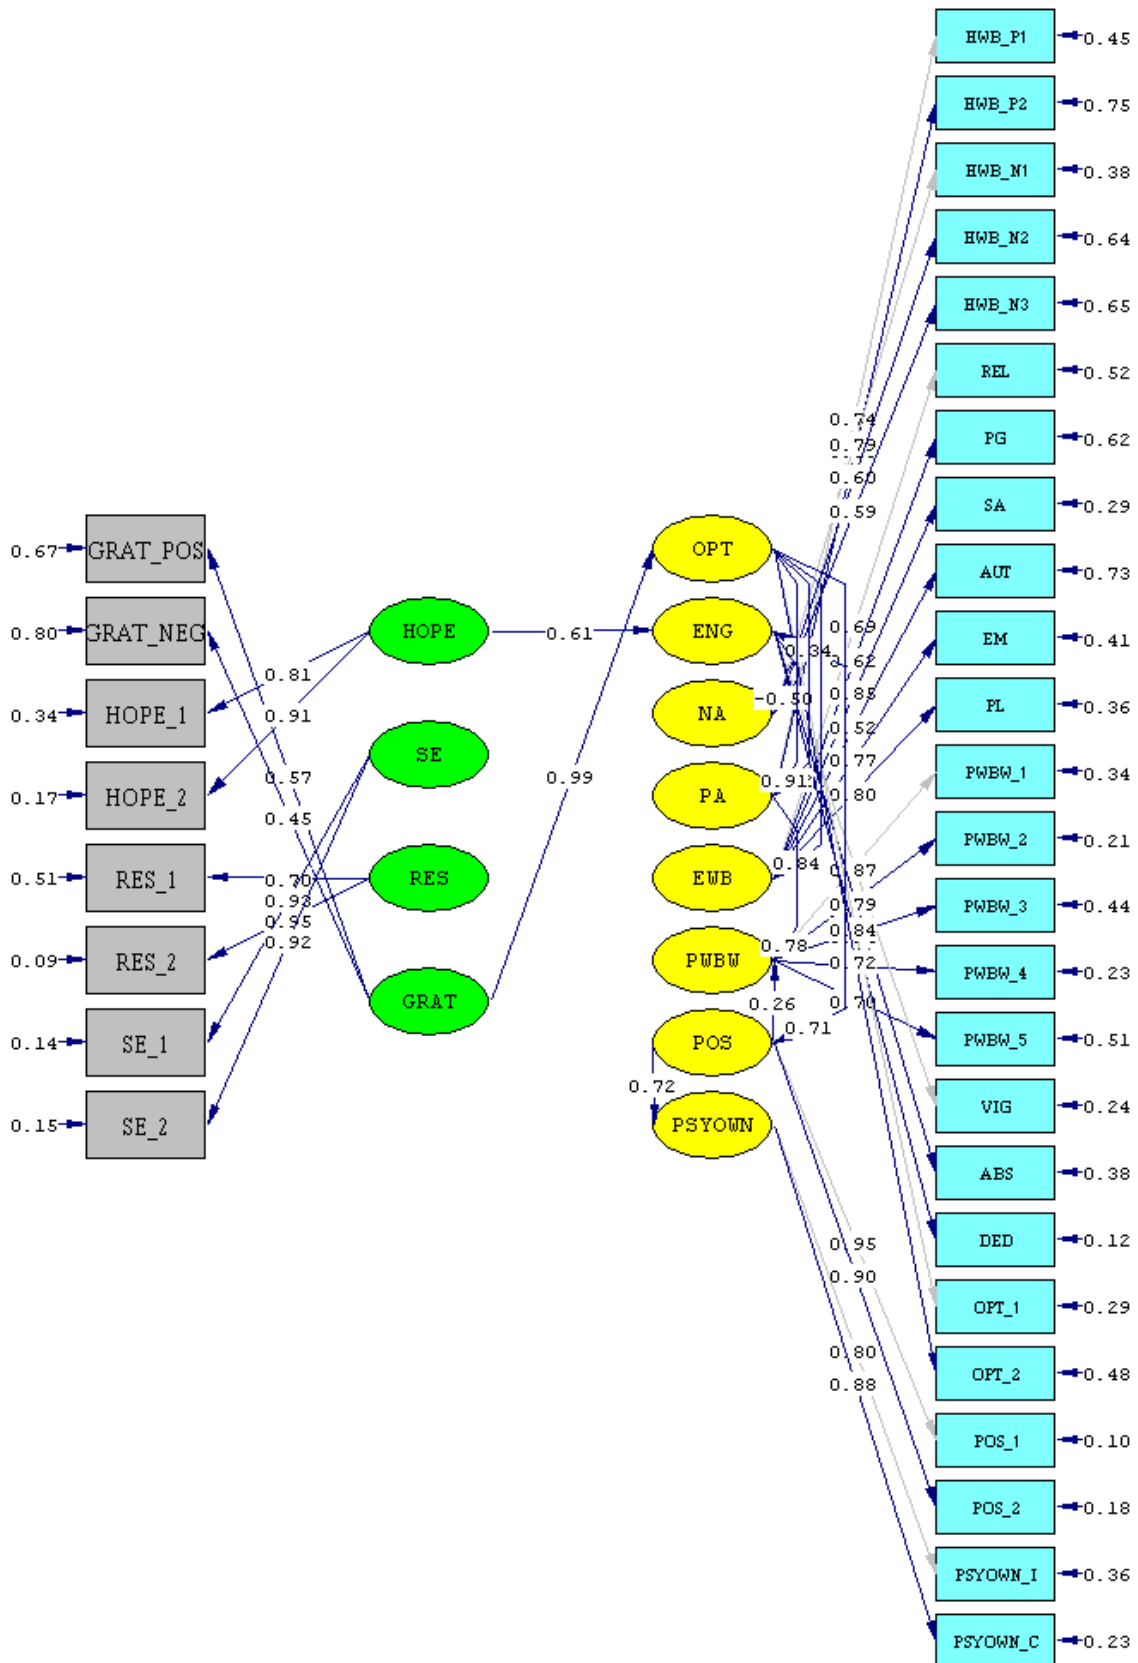 HWB_P1 0.45
HWB_P2 0.75
HWB_N1 0.38
HWB_N2 0.64
HWB_N3 0.65
REL 0.52
PG 0.62
SA 0.29
AUT 0.73
EM 0.41
PL 0.36
PWBW_1 0.34
PWBW_2 0.21
PWBW_3 0.44
PWBW_4 0.23
PWBW_5 0.51
VIG 0.24
ABS 0.38
DED 0.12
OPT_1 0.29
OPT_2 0.48
POS_1 0.10
POS_2 0.18
PSYOWN_I 0.36
PSYOWN_C 0.23
0.67 GRAT_POS
0.80 GRAT_NEG
0.34 HOPE_1
0.17 HOPE_2
0.51 RES_1
0.09 RES_2
0.14 SE_1
0.15 SE_2
0.81
0.91
0.57
0.45
0.70
0.93
0.95
0.92
HOPE
SE
RES
GRAT
0.61
0.99
OPT
ENG
NA
PA
EWB
PWBW
POS
PSYOWN
0.72
0.34
-0.50
0.91
0.84
0.78
0.26
0.71
0.74
0.79
0.60
0.59
0.69
0.62
0.85
0.52
0.77
0.80
0.87
0.79
0.84
0.72
0.70
0.95
0.90
0.80
0.88